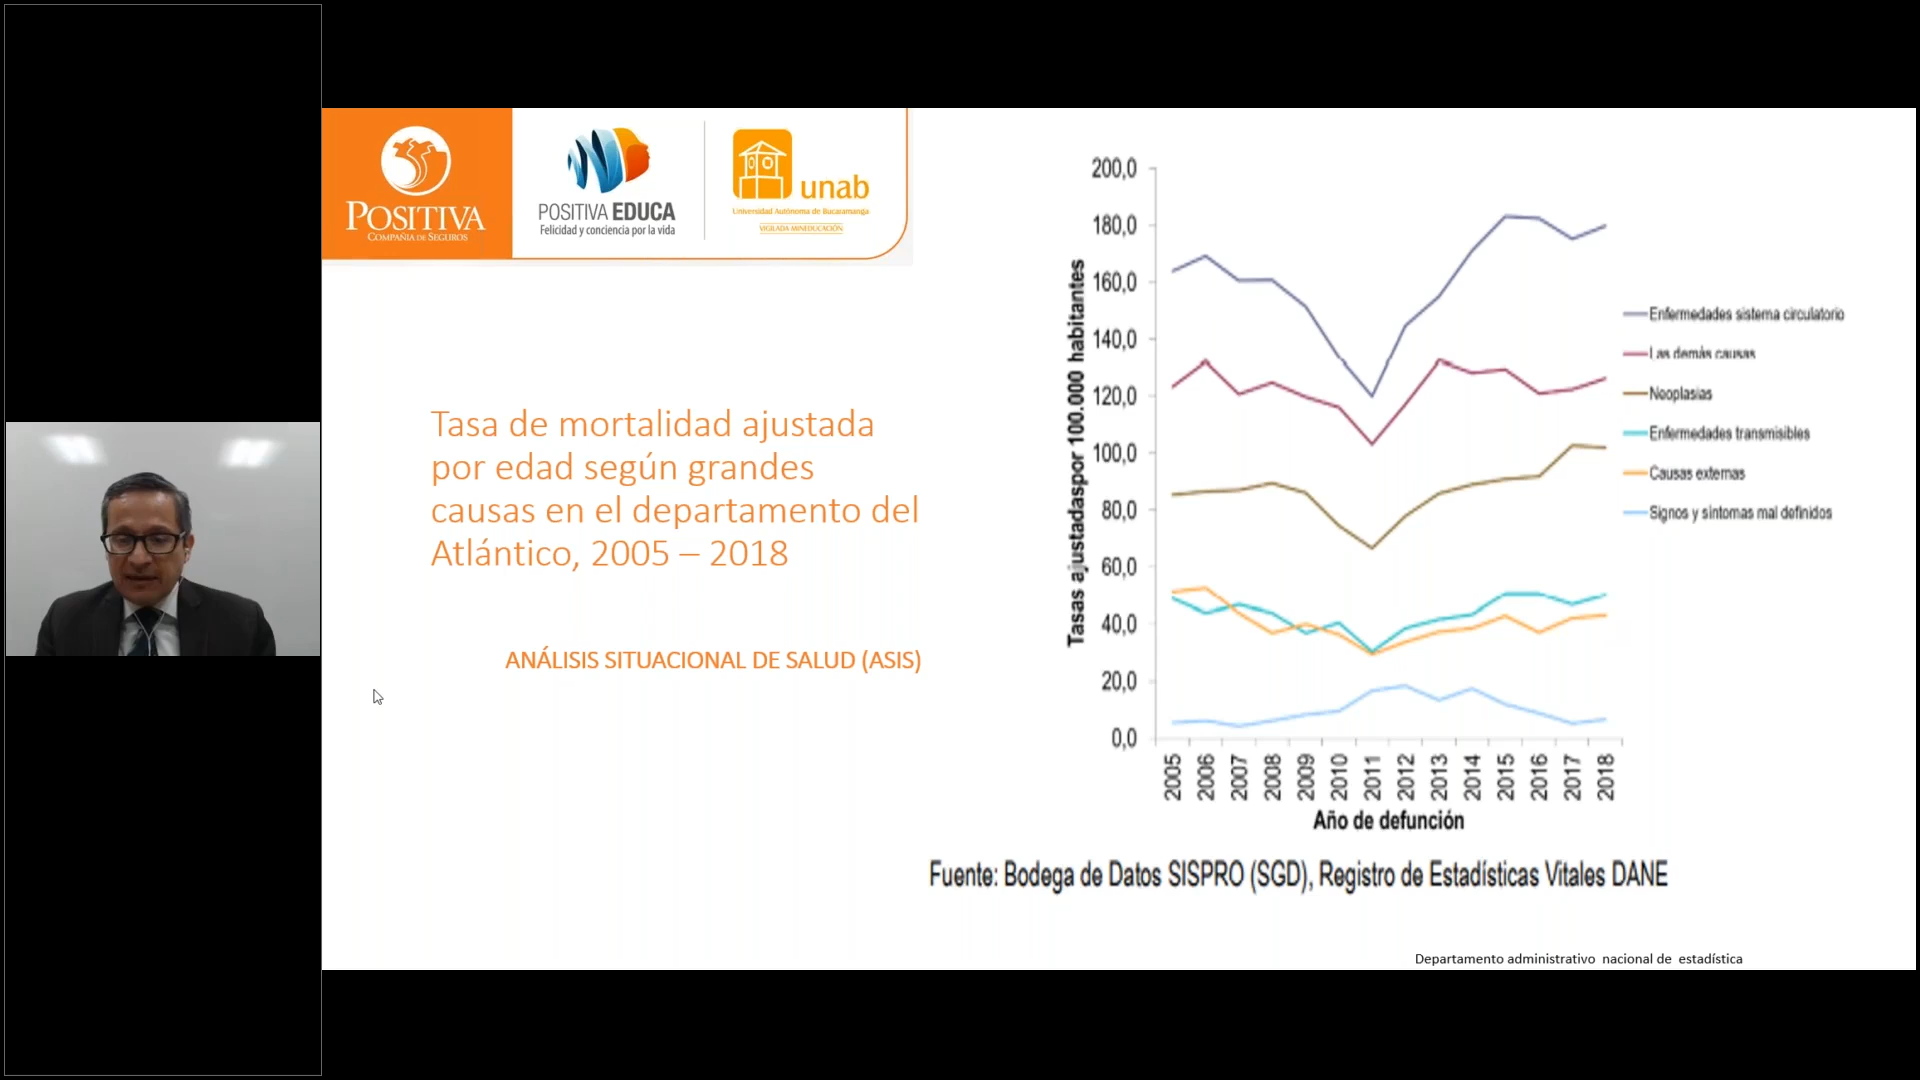 POSITIVA
COMPAÑIA DE SEGUROS
POSITIVA EDUCA
Felicidad y conciencia por la vida
unab
Universidad Autónoma de Bucaramanga
VIGILADA MINEDUCACIÓN
Tasa de mortalidad ajustada
por edad según grandes
causas en el departamento del
Atlántico, 2005 – 2018
ANÁLISIS SITUACIONAL DE SALUD (ASIS)
Tasas ajustadaspor 100.000 habitantes
200,0
180,0
160,0
140,0
120,0
100,0
80,0
60,0
40,0
20,0
0,0
2005
2006
2007
2008
2009
2010
2011
2012
2013
2014
2015
2016
2017
2018
Año de defunción
Enfermedades sistema circulatorio
Las demás causas
Neoplasias
Enfermedades transmisibles
Causas externas
Signos y síntomas mal definidos
Fuente: Bodega de Datos SISPRO (SGD), Registro de Estadísticas Vitales DANE
Departamento administrativo nacional de estadística